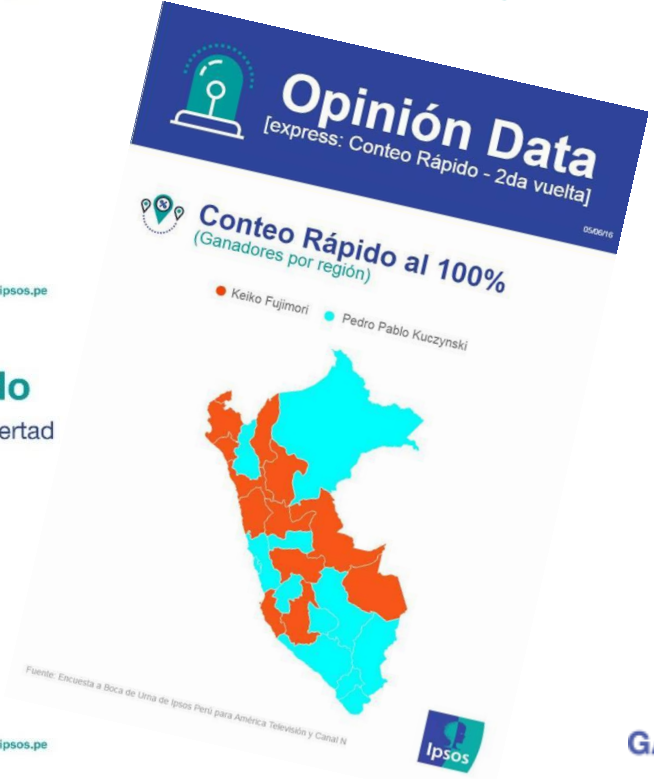 Opinión Data
[express: Conteo Rápido - 2da vuelta]
05/06/16
Conteo Rápido al 100%
(Ganadores por región)
Keiko Fujimori
Pedro Pablo Kuczynski
ipsos.pe
lo
ertad
Fuente: Encuesta a Boca de Urna de Ipsos Perú para América Televisión y Canal N
Ipsos
ipsos.pe
G